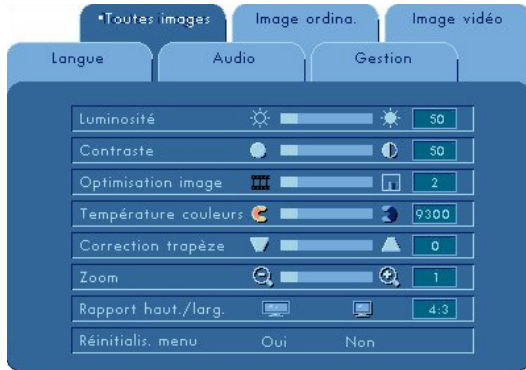 *Toutes images Image ordina. Image vidéo
Langue Audio Gestion
Luminosité 50
Contraste 50
Optimisation image 2
Température couleurs 9300
Correction trapèze 0
Zoom 1
Rapport haut./larg. 4:3
Réinitialis. menu Oui Non